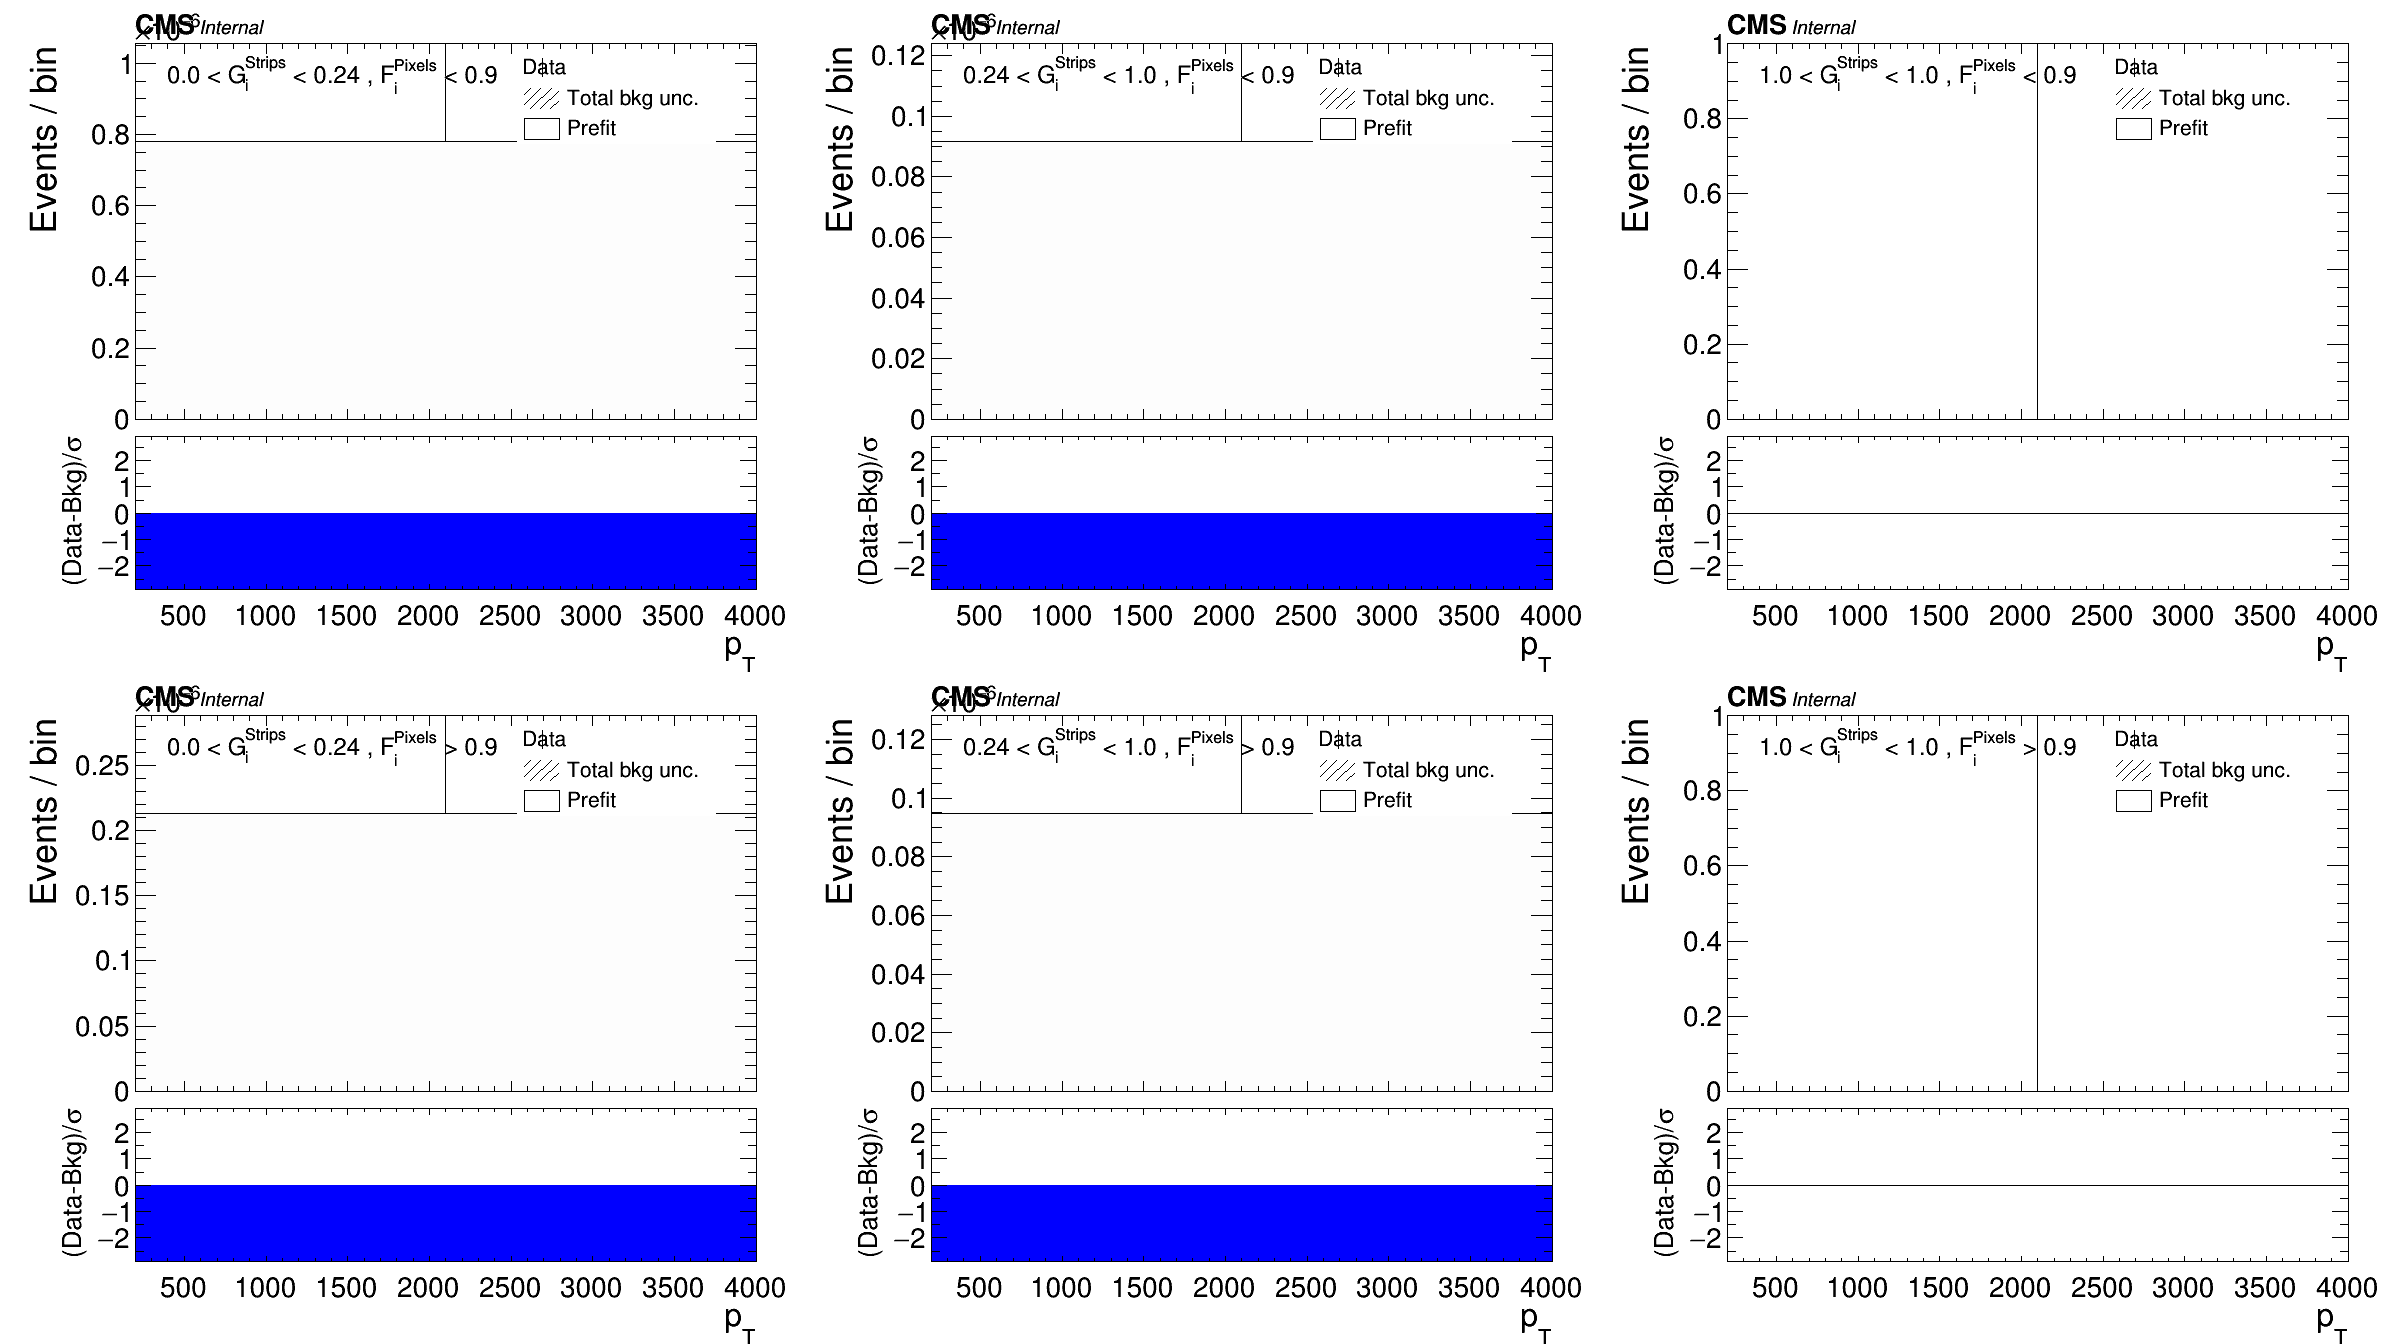 CMS Internal
×10⁶
Events / bin
0.0 < G_i^Strips < 0.24 , F_i^Pixels < 0.9
Data
Total bkg unc.
Prefit
1
0.8
0.6
0.4
0.2
0
(Data-Bkg)/σ
2
1
0
−1
−2
500 1000 1500 2000 2500 3000 3500 4000
p_T
CMS Internal
×10⁶
Events / bin
0.24 < G_i^Strips < 1.0 , F_i^Pixels < 0.9
Data
Total bkg unc.
Prefit
0.12
0.1
0.08
0.06
0.04
0.02
0
(Data-Bkg)/σ
2
1
0
−1
−2
500 1000 1500 2000 2500 3000 3500 4000
p_T
CMS Internal
Events / bin
1.0 < G_i^Strips < 1.0 , F_i^Pixels < 0.9
Data
Total bkg unc.
Prefit
1
0.8
0.6
0.4
0.2
0
(Data-Bkg)/σ
2
1
0
−1
−2
500 1000 1500 2000 2500 3000 3500 4000
p_T
CMS Internal
×10⁶
Events / bin
0.0 < G_i^Strips < 0.24 , F_i^Pixels > 0.9
Data
Total bkg unc.
Prefit
0.25
0.2
0.15
0.1
0.05
0
(Data-Bkg)/σ
2
1
0
−1
−2
500 1000 1500 2000 2500 3000 3500 4000
p_T
CMS Internal
×10⁶
Events / bin
0.24 < G_i^Strips < 1.0 , F_i^Pixels > 0.9
Data
Total bkg unc.
Prefit
0.12
0.1
0.08
0.06
0.04
0.02
0
(Data-Bkg)/σ
2
1
0
−1
−2
500 1000 1500 2000 2500 3000 3500 4000
p_T
CMS Internal
Events / bin
1.0 < G_i^Strips < 1.0 , F_i^Pixels > 0.9
Data
Total bkg unc.
Prefit
1
0.8
0.6
0.4
0.2
0
(Data-Bkg)/σ
2
1
0
−1
−2
500 1000 1500 2000 2500 3000 3500 4000
p_T